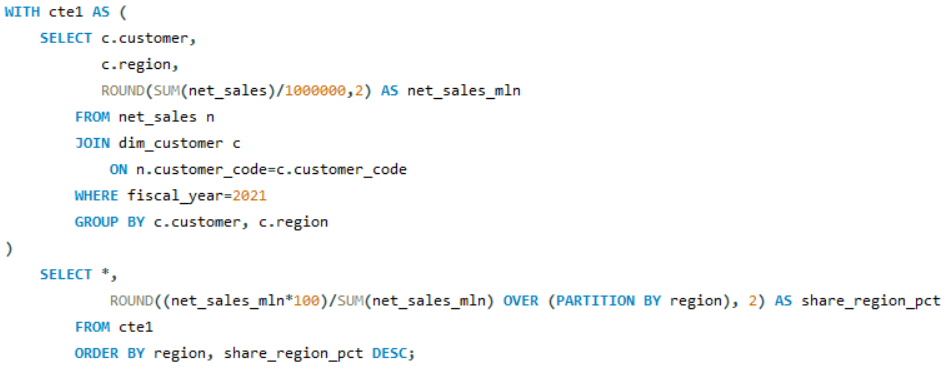 WITH cte1 AS (
SELECT c.customer,
c.region,
ROUND(SUM(net_sales)/1000000,2) AS net_sales_mln
FROM net_sales n
JOIN dim_customer c
ON n.customer_code=c.customer_code
WHERE fiscal_year=2021
GROUP BY c.customer, c.region
)
SELECT *,
ROUND((net_sales_mln*100)/SUM(net_sales_mln) OVER (PARTITION BY region), 2) AS share_region_pct
FROM cte1
ORDER BY region, share_region_pct DESC;